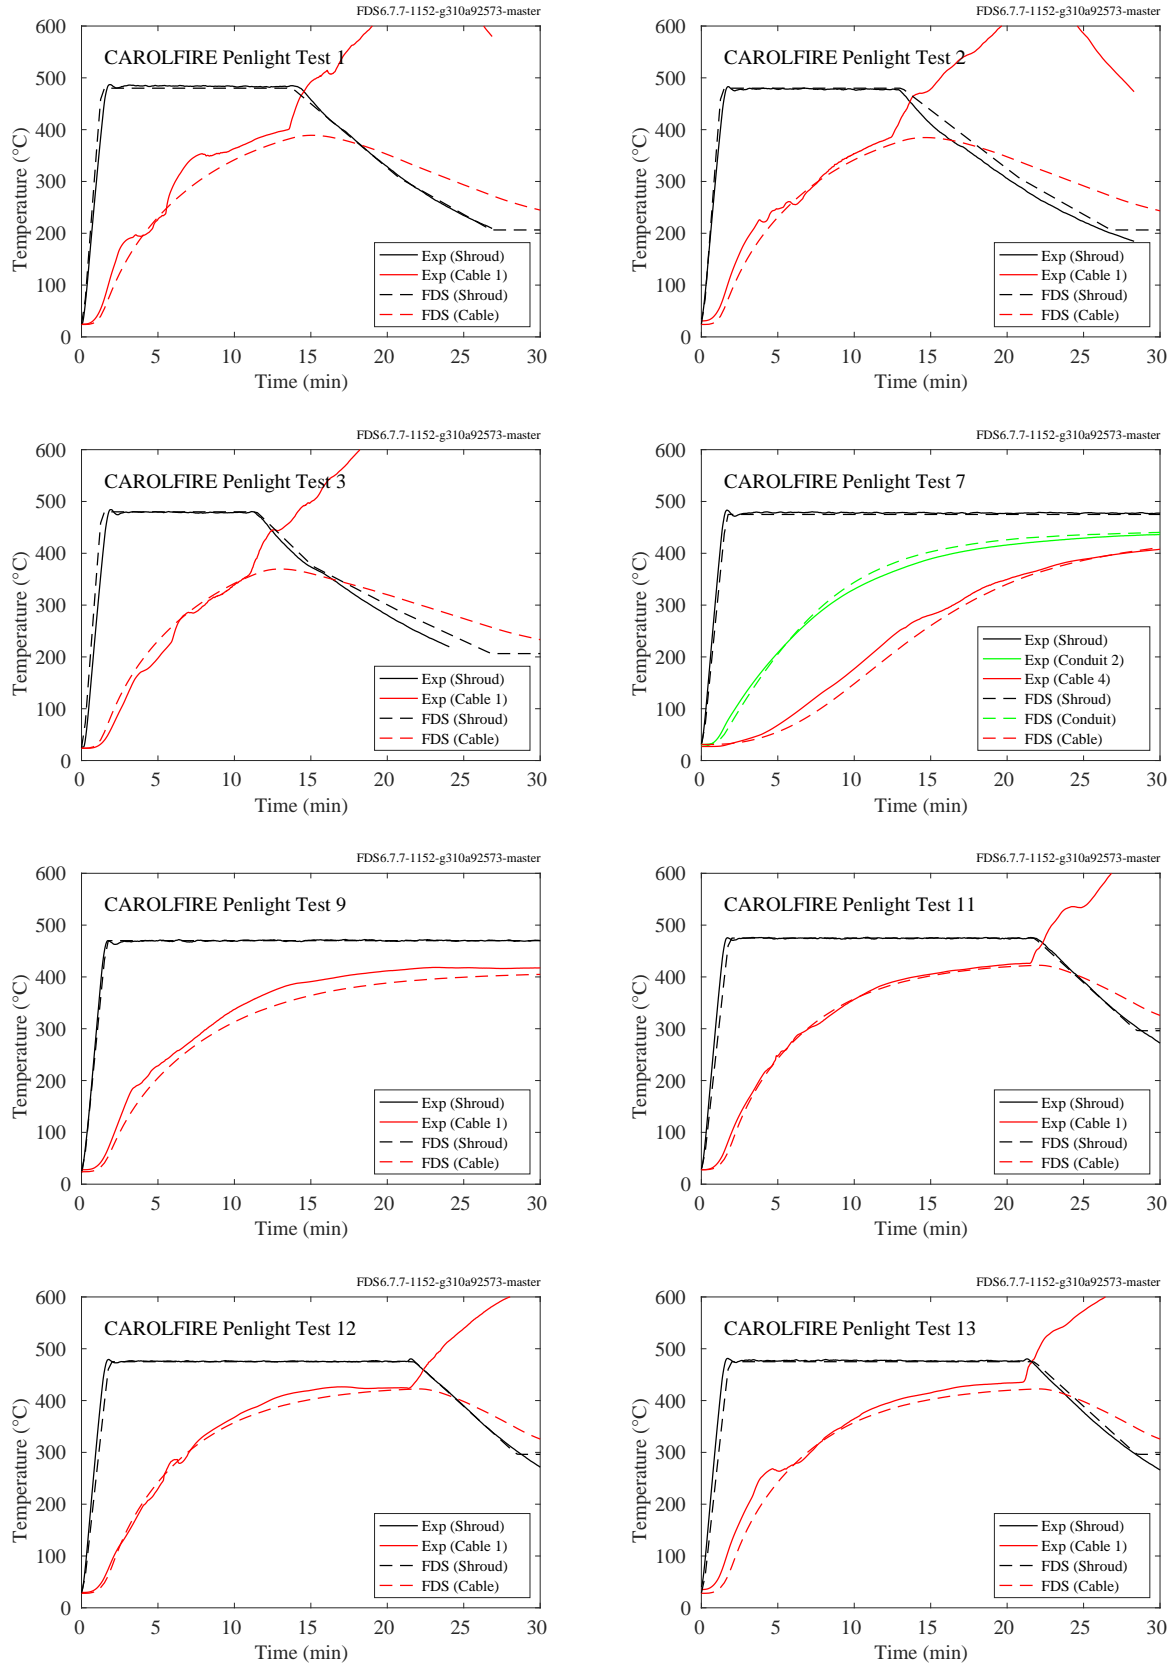 FDS6.7.7-1152-g310a92573-master
CAROLFIRE Penlight Test 1
Temperature (°C)
600
500
400
300
200
100
0
Exp (Shroud)
Exp (Cable 1)
FDS (Shroud)
FDS (Cable)
0 5 10 15 20 25 30
Time (min)
FDS6.7.7-1152-g310a92573-master
CAROLFIRE Penlight Test 2
Temperature (°C)
600
500
400
300
200
100
0
Exp (Shroud)
Exp (Cable 1)
FDS (Shroud)
FDS (Cable)
0 5 10 15 20 25 30
Time (min)
FDS6.7.7-1152-g310a92573-master
CAROLFIRE Penlight Test 3
Temperature (°C)
600
500
400
300
200
100
0
Exp (Shroud)
Exp (Cable 1)
FDS (Shroud)
FDS (Cable)
0 5 10 15 20 25 30
Time (min)
FDS6.7.7-1152-g310a92573-master
CAROLFIRE Penlight Test 7
Temperature (°C)
600
500
400
300
200
100
0
Exp (Shroud)
Exp (Conduit 2)
Exp (Cable 4)
FDS (Shroud)
FDS (Conduit)
FDS (Cable)
0 5 10 15 20 25 30
Time (min)
FDS6.7.7-1152-g310a92573-master
CAROLFIRE Penlight Test 9
Temperature (°C)
600
500
400
300
200
100
0
Exp (Shroud)
Exp (Cable 1)
FDS (Shroud)
FDS (Cable)
0 5 10 15 20 25 30
Time (min)
FDS6.7.7-1152-g310a92573-master
CAROLFIRE Penlight Test 11
Temperature (°C)
600
500
400
300
200
100
0
Exp (Shroud)
Exp (Cable 1)
FDS (Shroud)
FDS (Cable)
0 5 10 15 20 25 30
Time (min)
FDS6.7.7-1152-g310a92573-master
CAROLFIRE Penlight Test 12
Temperature (°C)
600
500
400
300
200
100
0
Exp (Shroud)
Exp (Cable 1)
FDS (Shroud)
FDS (Cable)
0 5 10 15 20 25 30
Time (min)
FDS6.7.7-1152-g310a92573-master
CAROLFIRE Penlight Test 13
Temperature (°C)
600
500
400
300
200
100
0
Exp (Shroud)
Exp (Cable 1)
FDS (Shroud)
FDS (Cable)
0 5 10 15 20 25 30
Time (min)